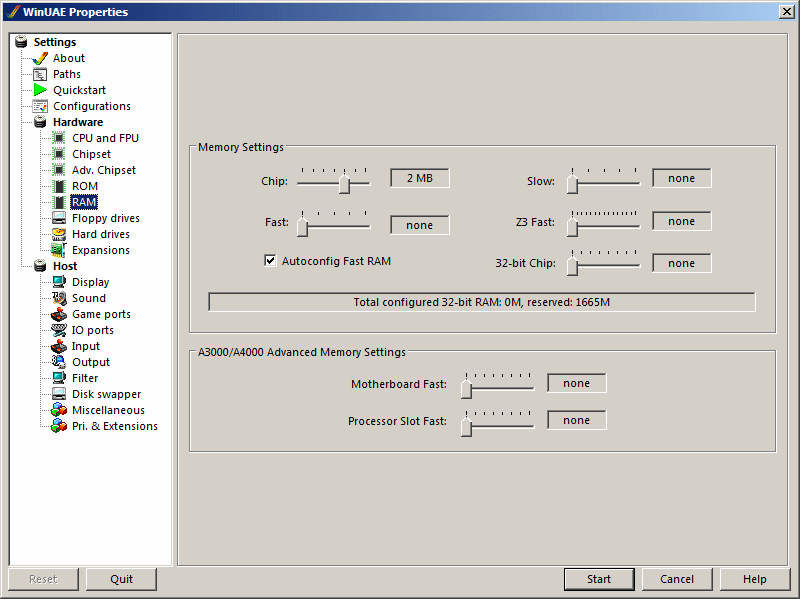 WinUAE Properties
Settings
About
Paths
Quickstart
Configurations
Hardware
CPU and FPU
Chipset
Adv. Chipset
ROM
RAM
Floppy drives
Hard drives
Expansions
Host
Display
Sound
Game ports
IO ports
Input
Output
Filter
Disk swapper
Miscellaneous
Pri. & Extensions
Memory Settings
Chip: 2 MB Slow: none
Fast: none Z3 Fast: none
Autoconfig Fast RAM 32-bit Chip: none
Total configured 32-bit RAM: 0M, reserved: 1665M
A3000/A4000 Advanced Memory Settings
Motherboard Fast: none
Processor Slot Fast: none
Reset Quit Start Cancel Help